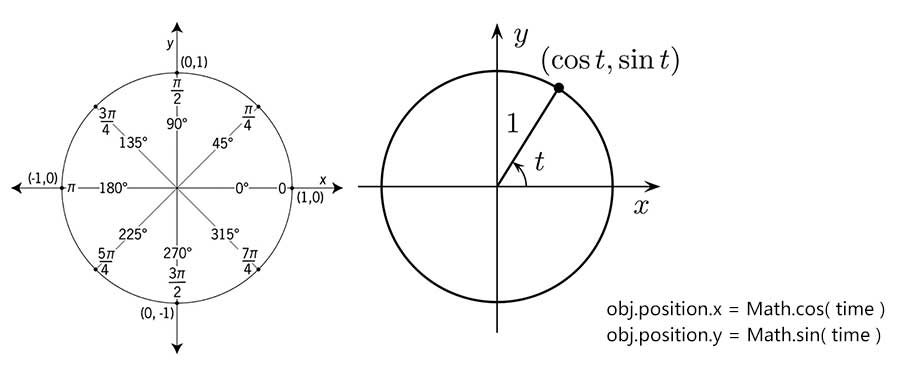 y
(0,1)
π/2
90°
3π/4
135°
π/4
45°
(-1,0)
π
180°
0°
0
x
(1,0)
225°
5π/4
270°
3π/2
315°
7π/4
(0, -1)
y
(cos t, sin t)
1
t
x
obj.position.x = Math.cos( time )
obj.position.y = Math.sin( time )